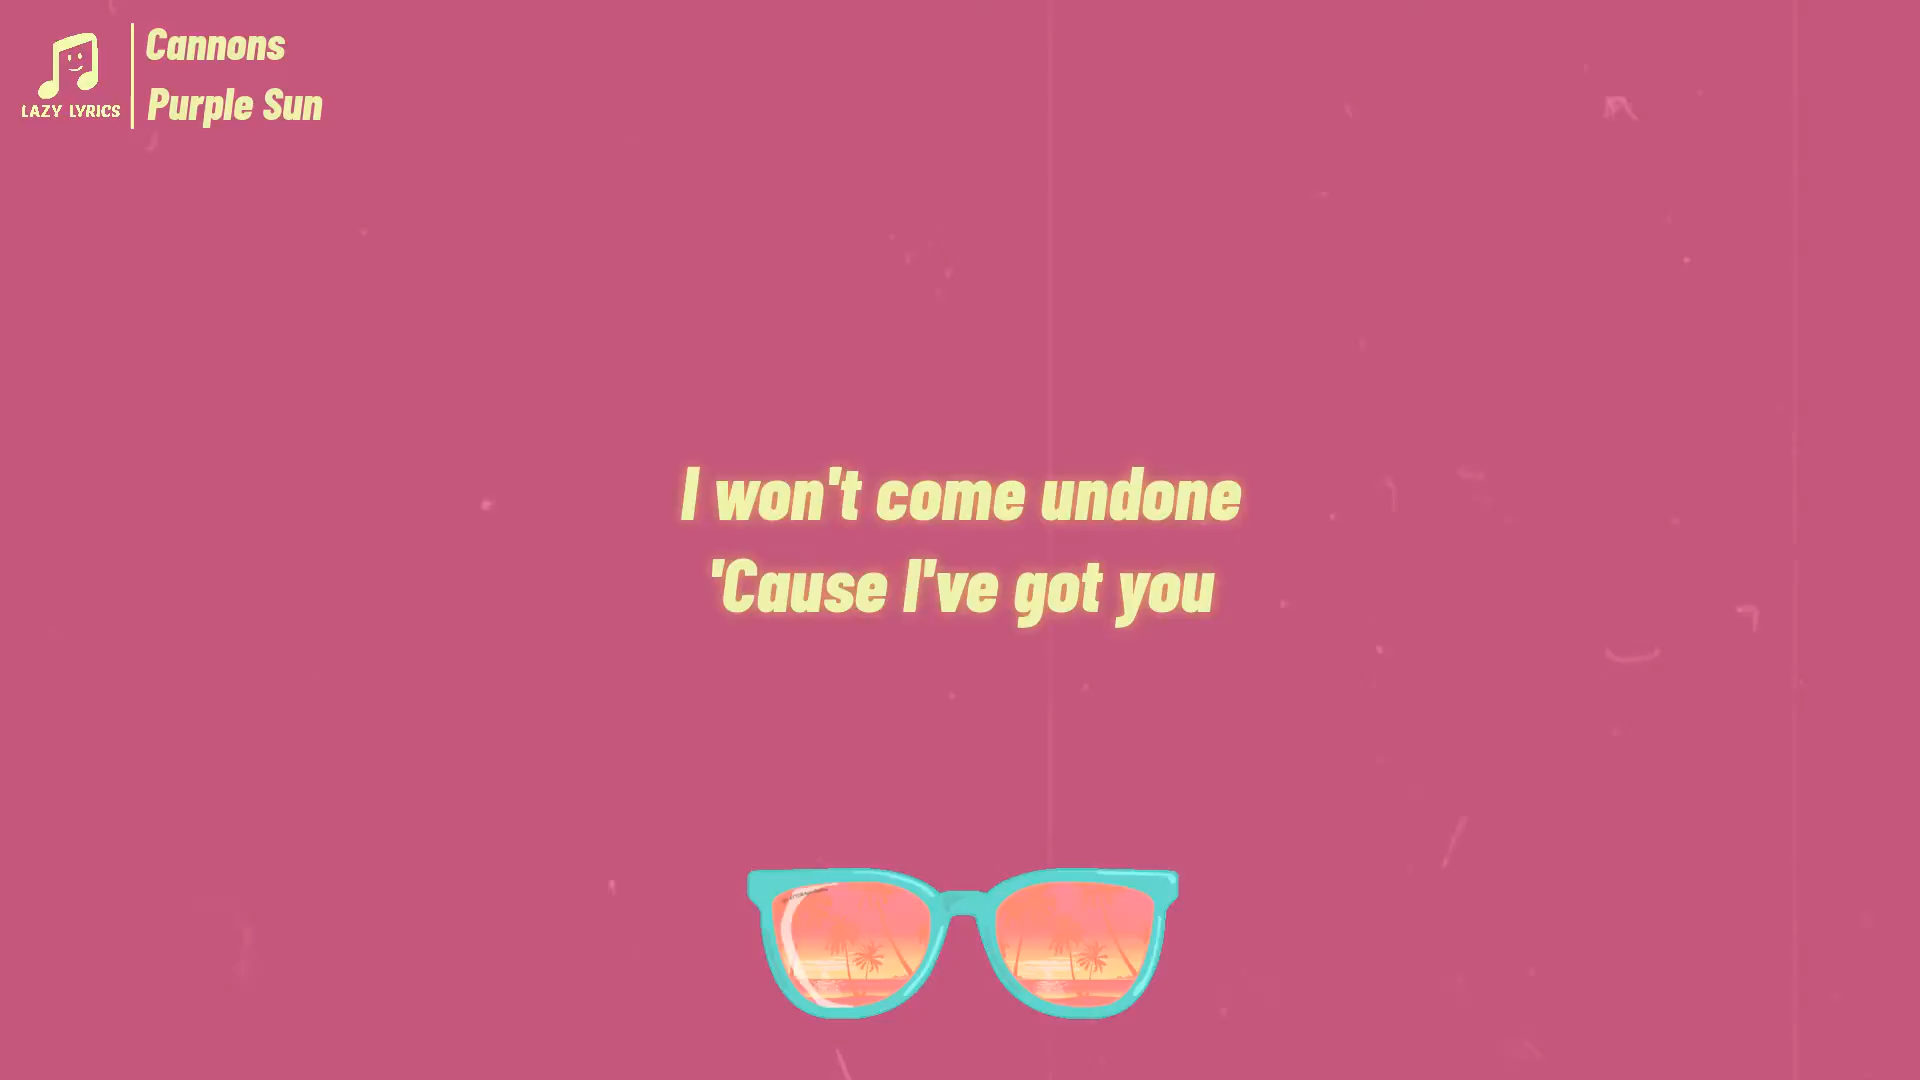 Cannons
LAZY LYRICS
Purple Sun
I won't come undone
'Cause I've got you